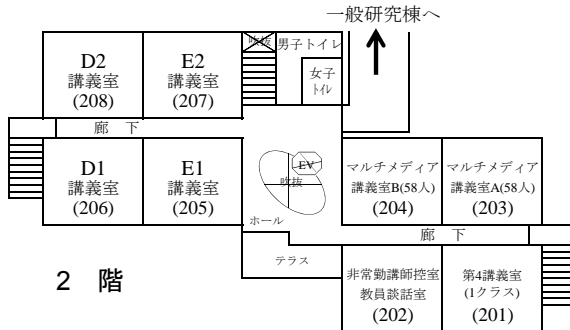 一般研究棟へ
吹抜
男子トイレ
女子
トイレ
D2
講義室
(208)
E2
講義室
(207)
廊 下
D1
講義室
(206)
E1
講義室
(205)
EV
吹抜
ホール
テラス
マルチメディア
講義室B(58人)
(204)
マルチメディア
講義室A(58人)
(203)
廊 下
非常勤講師控室
教員談話室
(202)
第4講義室
(1クラス)
(201)
2 階